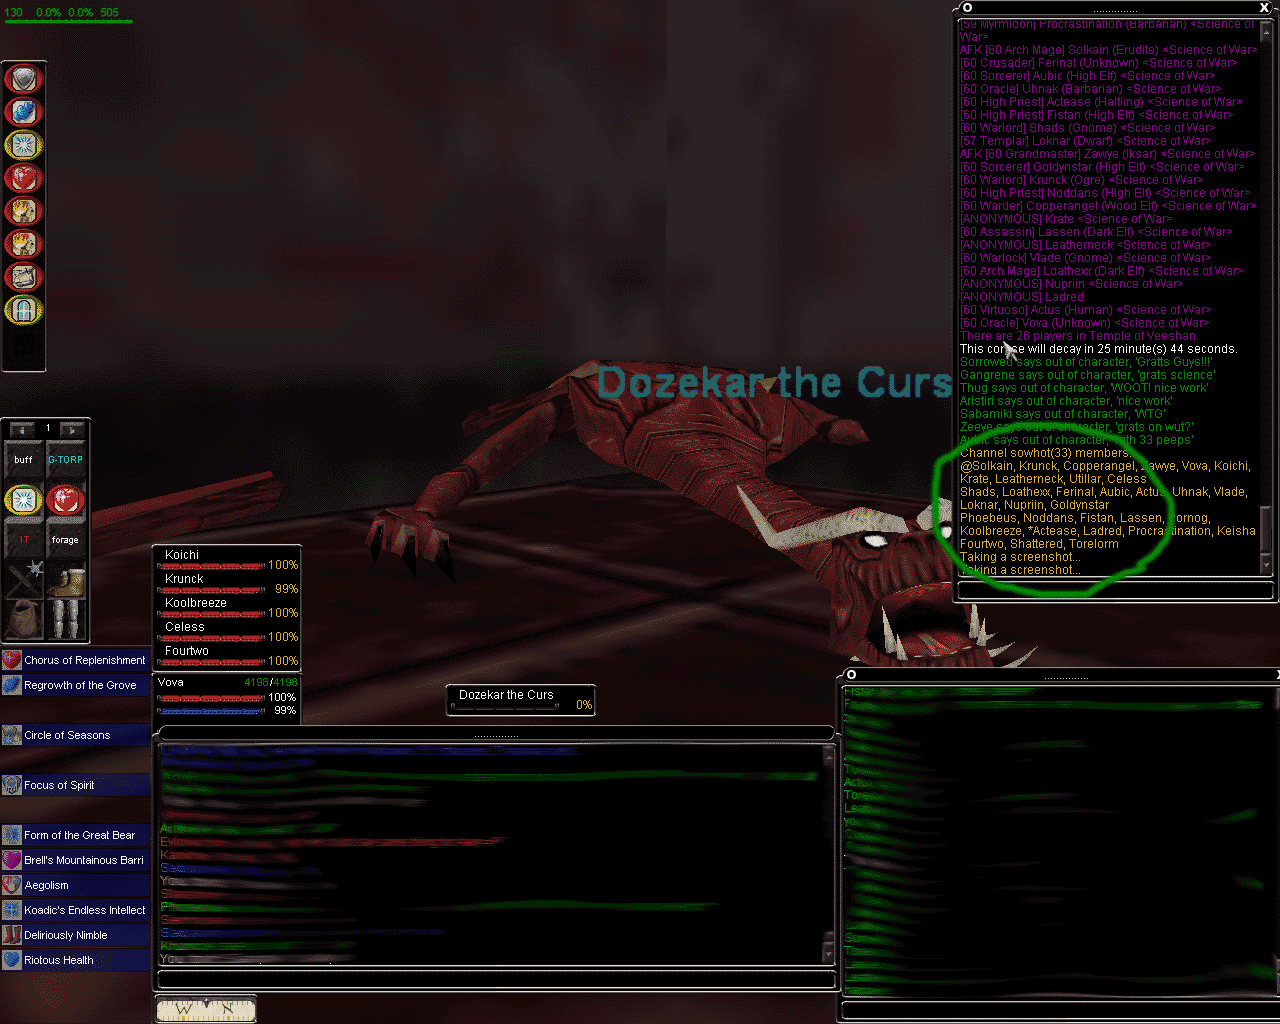 130 0.0% 0.0% 505
[59 Myrmidon] Procrastination (Barbarian) <Science of
War>
AFK [60 Arch Mage] Solkain (Erudite) <Science of War>
[60 Crusader] Ferinal (Unknown) <Science of War>
[60 Sorcerer] Aubic (High Elf) <Science of War>
[60 Oracle] Uhnak (Barbarian) <Science of War>
[60 High Priest] Actease (Halfling) <Science of War>
[60 High Priest] Fistan (High Elf) <Science of War>
[60 Warlord] Shads (Gnome) <Science of War>
[57 Templar] Loknar (Dwarf) <Science of War>
AFK [60 Grandmaster] Zawye (Iksar) <Science of War>
[60 Sorcerer] Goldynstar (High Elf) <Science of War>
[60 Warlord] Krunck (Ogre) <Science of War>
[60 High Priest] Noddans (High Elf) <Science of War>
[60 Warder] Copperangel (Wood Elf) <Science of War>
[ANONYMOUS] Krate <Science of War>
[60 Assassin] Lassen (Dark Elf) <Science of War>
[ANONYMOUS] Leatherneck <Science of War>
[60 Warlock] Vlade (Gnome) <Science of War>
[60 Arch Mage] Loathexx (Dark Elf) <Science of War>
[ANONYMOUS] Nupriin <Science of War>
[ANONYMOUS] Ladred
[60 Virtuoso] Actus (Human) <Science of War>
[60 Oracle] Vova (Unknown) <Science of War>
There are 26 players in Temple of Veeshan.
This corpse will decay in 25 minute(s) 44 seconds.
Sorrowed says out of character, 'Gratts Guys!!!'
Gangrene says out of character, 'grats science'
Thug says out of character, 'WOOT! nice work'
Aristiri says out of character, 'nice work'
Sabamiki says out of character, 'WTG'
Zeeve says out of character, 'grats on wut?'
Aubic says out of character, 'with 33 peeps'
Channel sowhot(33) members:
@Solkain, Krunck, Copperangel, Zawye, Vova, Koichi,
Krate, Leatherneck, Utillar, Celess
Shads, Loathexx, Ferinal, Aubic, Actus, Uhnak, Vlade,
Loknar, Nupriin, Goldynstar
Phoebeus, Noddans, Fistan, Lassen, Pornog,
Koolbreeze, *Actease, Ladred, Procrastination, Keisha
Fourtwo, Shattered, Torelorm
Taking a screenshot...
Taking a screenshot...
Dozekar the Curs
1
buff
G-TORP
1T
forage
Koichi
100%
Krunck
99%
Koolbreeze
100%
Celess
100%
Fourtwo
100%
Vova 4198/4198
100%
99%
Dozekar the Curs
0%
Chorus of Replenishment
Regrowth of the Grove
Circle of Seasons
Focus of Spirit
Form of the Great Bear
Brell's Mountainous Barri
Aegolism
Koadic's Endless Intellect
Deliriously Nimble
Riotous Health
W N